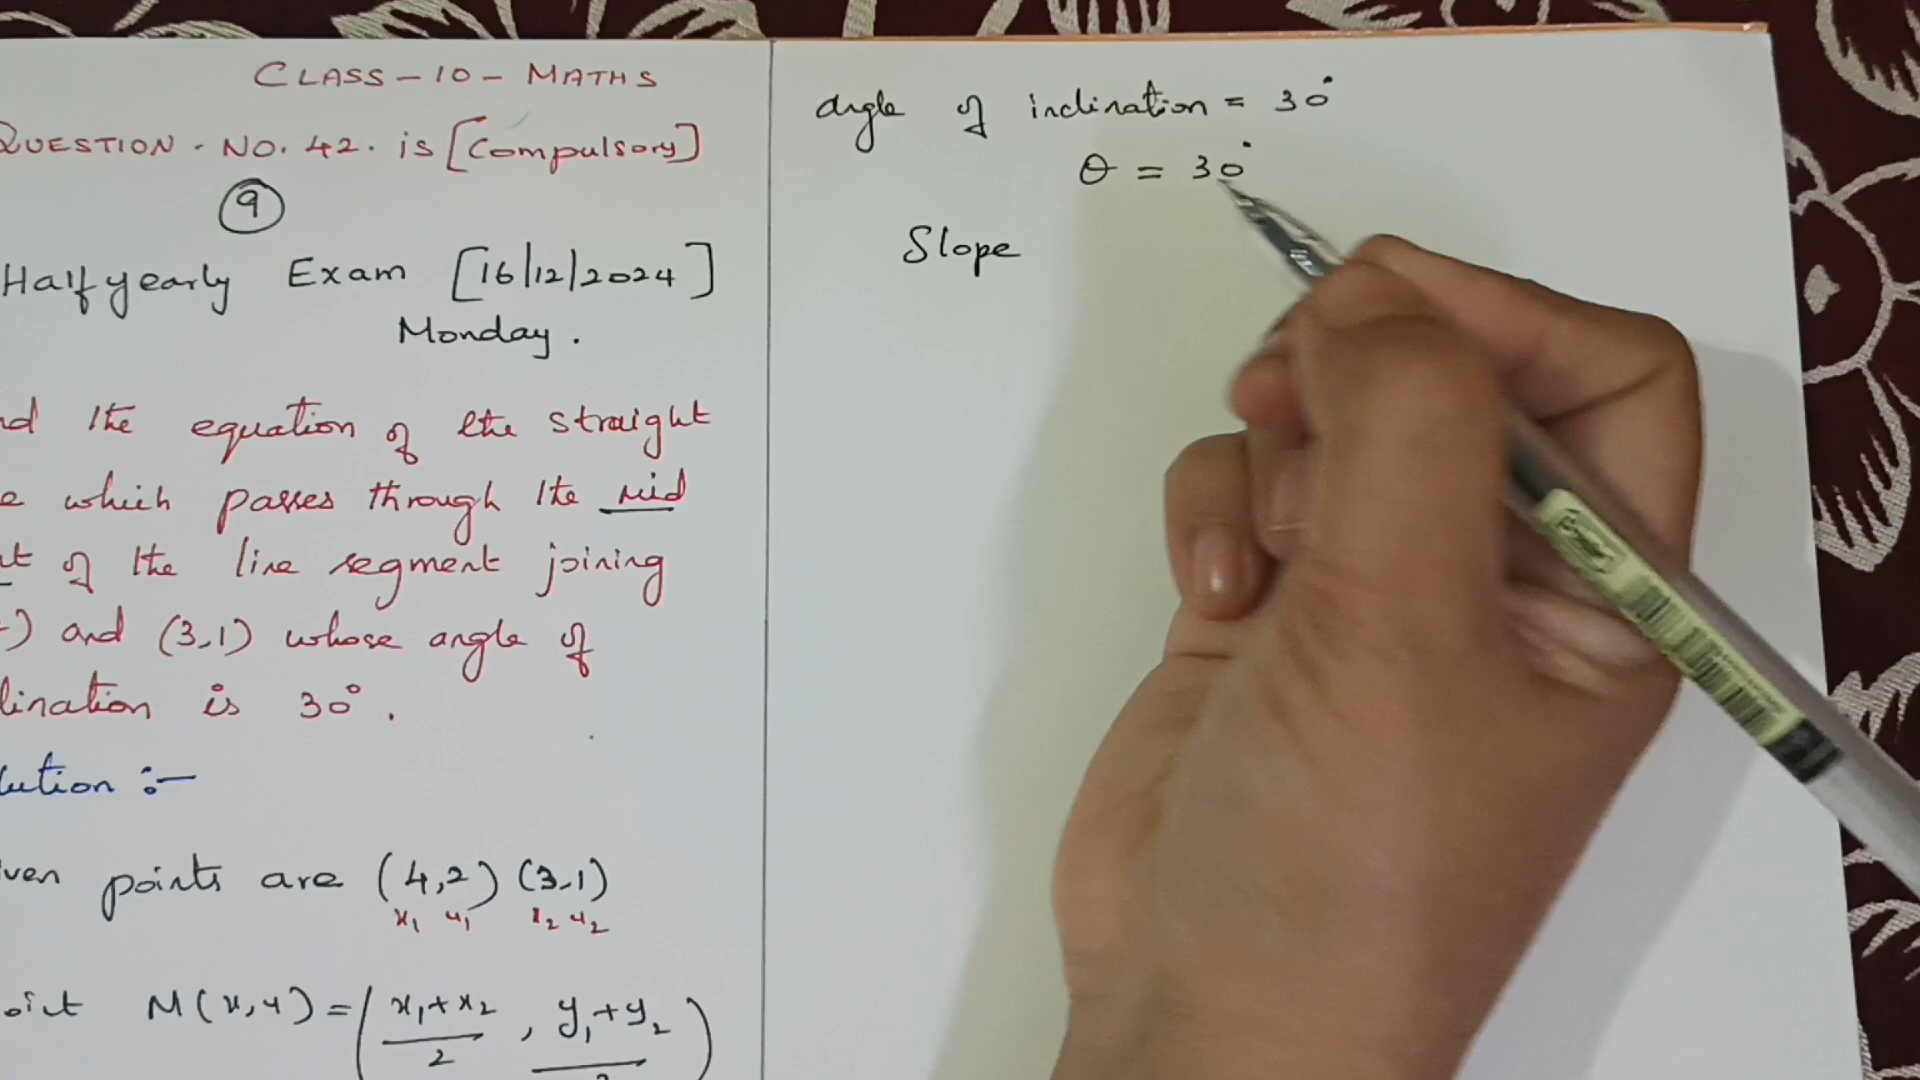 CLASS-10-MATHS
QUESTION. NO. 42. is [Compulsory]
9
Halfyearly Exam [16/12/2024]
Monday.
the equation of the straight
which passes through the mid
of the line segment joining
) and (3,1) whose angle of
lination is 30°.
lution :-
ven points are (4,2) (3,1)
x₁ y₁ x₂ y₂
M(x,y) = (x₁+x₂/2, y₁+y₂/
angle of inclination = 30°
θ = 30°
Slope